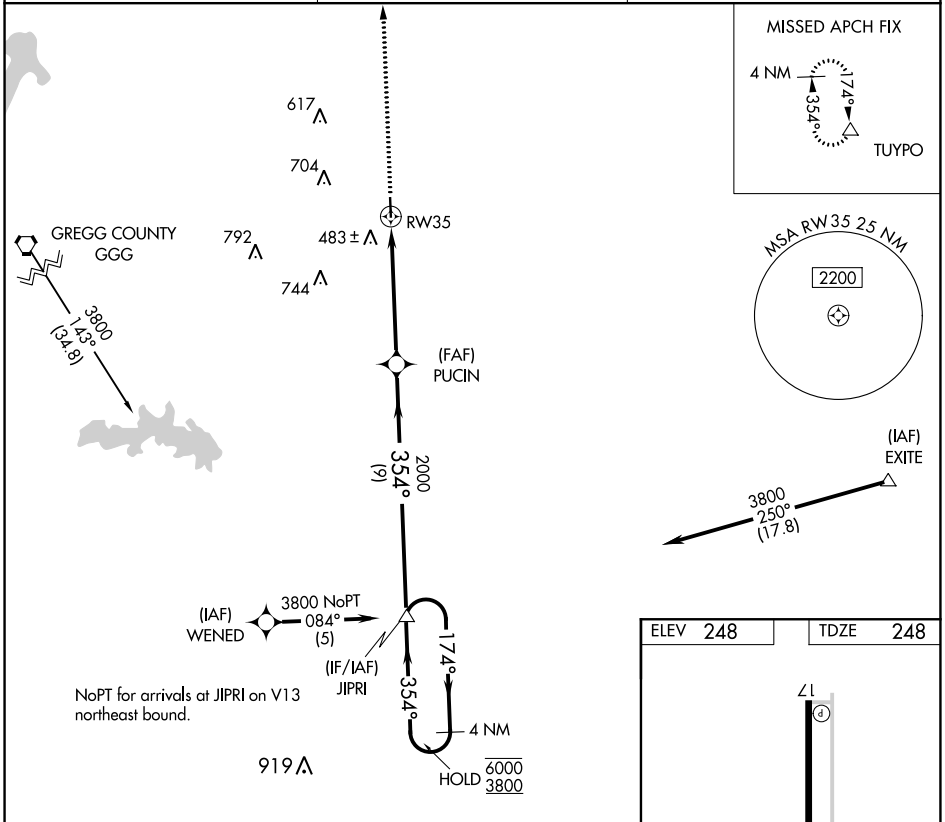 MISSED APCH FIX
4 NM
174°
354°
TUYPO
617
704
RW35
GREGG COUNTY
GGG
792
483 ±
744
MSA RW35 25 NM
2200
3800
143°
(34.8)
(FAF)
PUCIN
(IAF)
EXITE
2000
354°
(9)
3800
250°
(17.8)
(IAF)
WENED
3800 NoPT
084°
(5)
(IF/IAF)
JIPRI
174°
354°
NoPT for arrivals at JIPRI on V13
northeast bound.
4 NM
HOLD
6000
3800
919
ELEV 248
TDZE 248
17
P